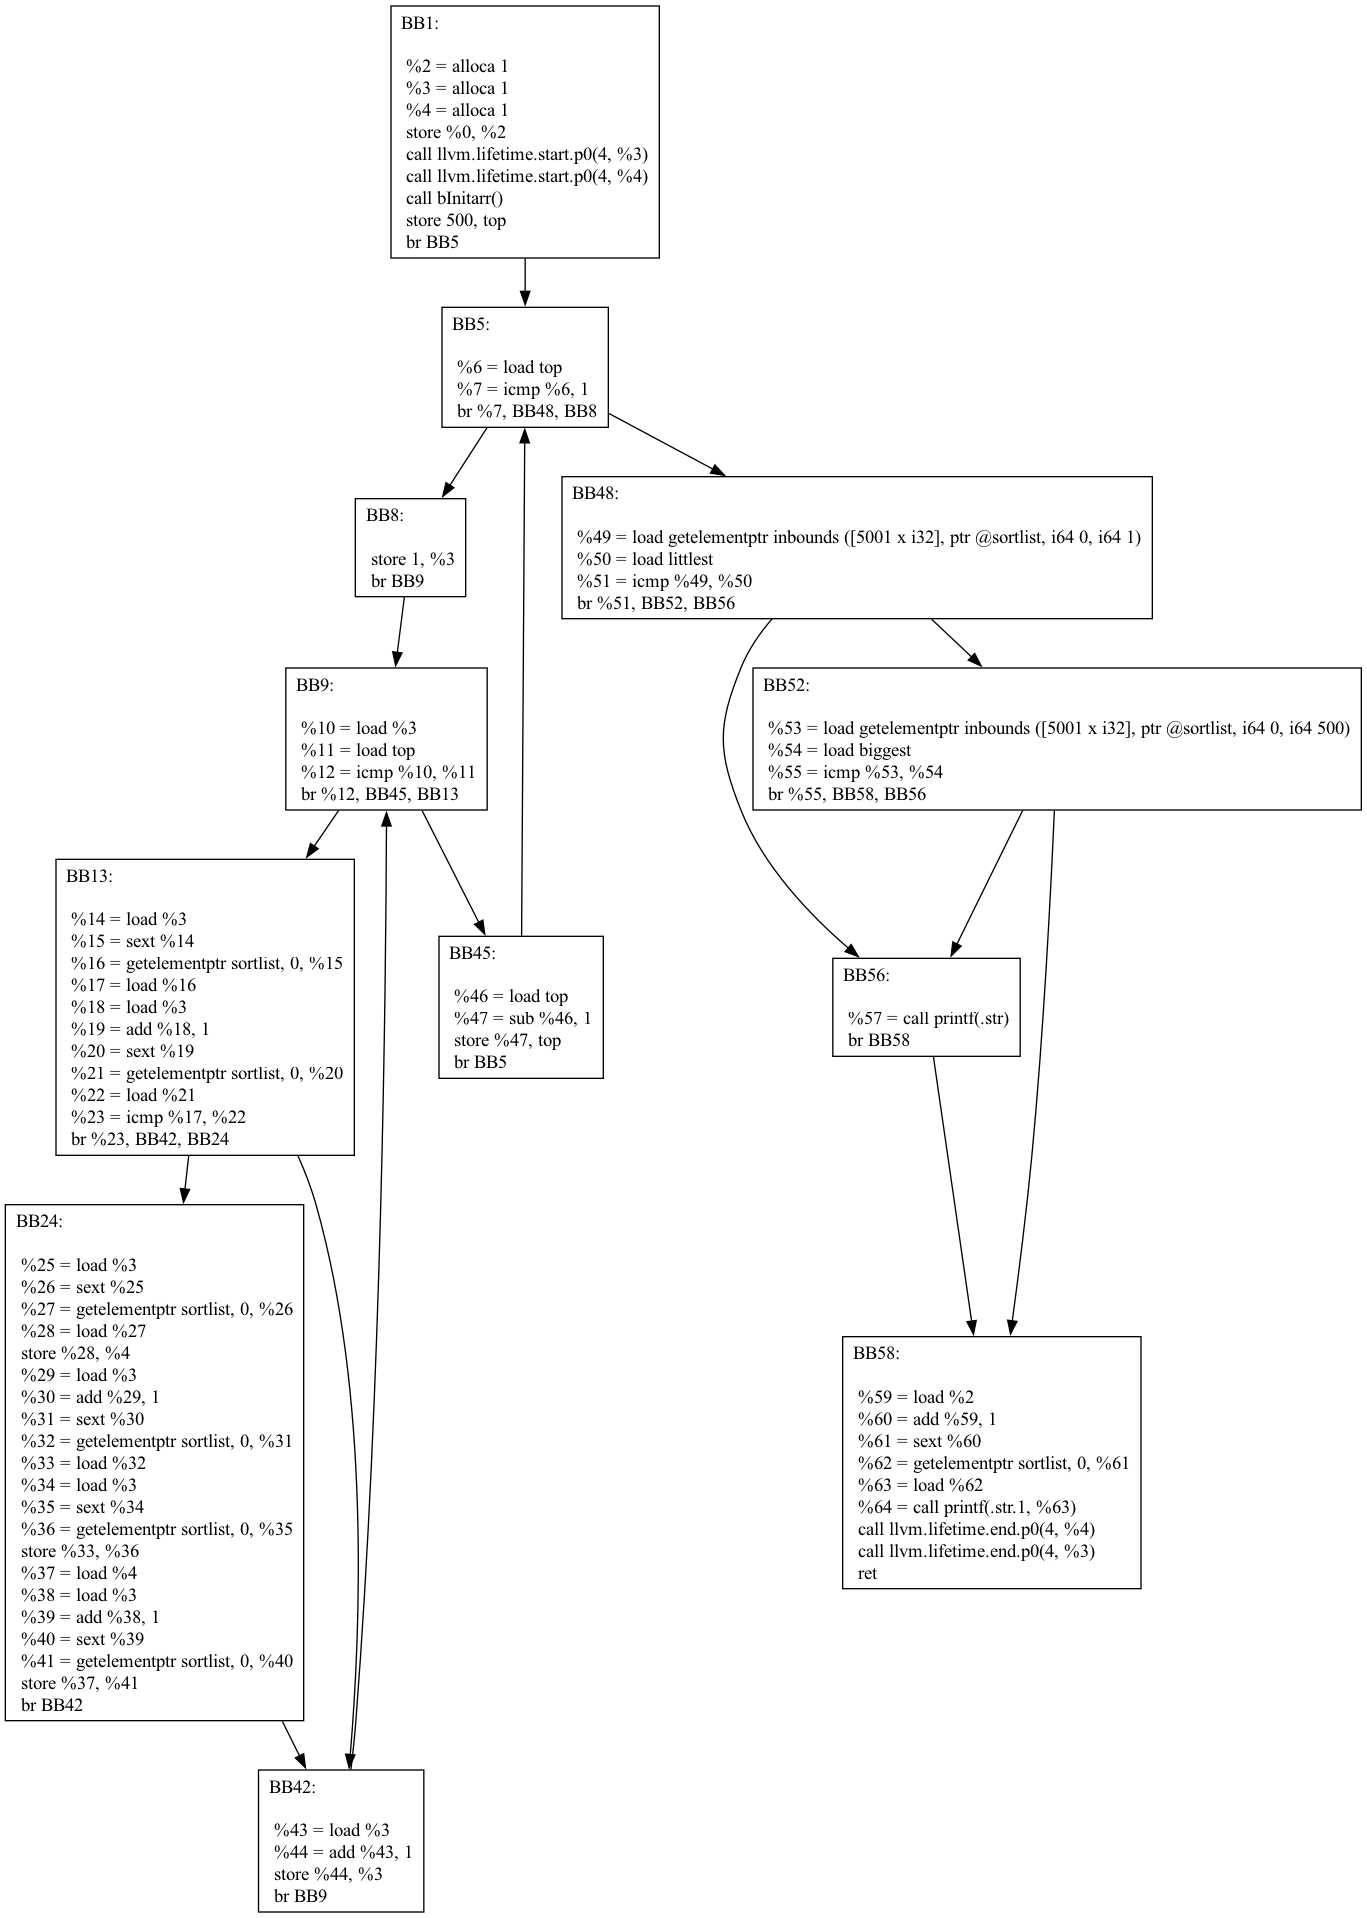 BB1:
%2 = alloca 1
%3 = alloca 1
%4 = alloca 1
store %0, %2
call llvm.lifetime.start.p0(4, %3)
call llvm.lifetime.start.p0(4, %4)
call bInitarr()
store 500, top
br BB5
BB5:
%6 = load top
%7 = icmp %6, 1
br %7, BB48, BB8
BB8:
store 1, %3
br BB9
BB48:
%49 = load getelementptr inbounds ([5001 x i32], ptr @sortlist, i64 0, i64 1)
%50 = load littlest
%51 = icmp %49, %50
br %51, BB52, BB56
BB9:
%10 = load %3
%11 = load top
%12 = icmp %10, %11
br %12, BB45, BB13
BB52:
%53 = load getelementptr inbounds ([5001 x i32], ptr @sortlist, i64 0, i64 500)
%54 = load biggest
%55 = icmp %53, %54
br %55, BB58, BB56
BB13:
%14 = load %3
%15 = sext %14
%16 = getelementptr sortlist, 0, %15
%17 = load %16
%18 = load %3
%19 = add %18, 1
%20 = sext %19
%21 = getelementptr sortlist, 0, %20
%22 = load %21
%23 = icmp %17, %22
br %23, BB42, BB24
BB45:
%46 = load top
%47 = sub %46, 1
store %47, top
br BB5
BB56:
%57 = call printf(.str)
br BB58
BB24:
%25 = load %3
%26 = sext %25
%27 = getelementptr sortlist, 0, %26
%28 = load %27
store %28, %4
%29 = load %3
%30 = add %29, 1
%31 = sext %30
%32 = getelementptr sortlist, 0, %31
%33 = load %32
%34 = load %3
%35 = sext %34
%36 = getelementptr sortlist, 0, %35
store %33, %36
%37 = load %4
%38 = load %3
%39 = add %38, 1
%40 = sext %39
%41 = getelementptr sortlist, 0, %40
store %37, %41
br BB42
BB58:
%59 = load %2
%60 = add %59, 1
%61 = sext %60
%62 = getelementptr sortlist, 0, %61
%63 = load %62
%64 = call printf(.str.1, %63)
call llvm.lifetime.end.p0(4, %4)
call llvm.lifetime.end.p0(4, %3)
ret
BB42:
%43 = load %3
%44 = add %43, 1
store %44, %3
br BB9